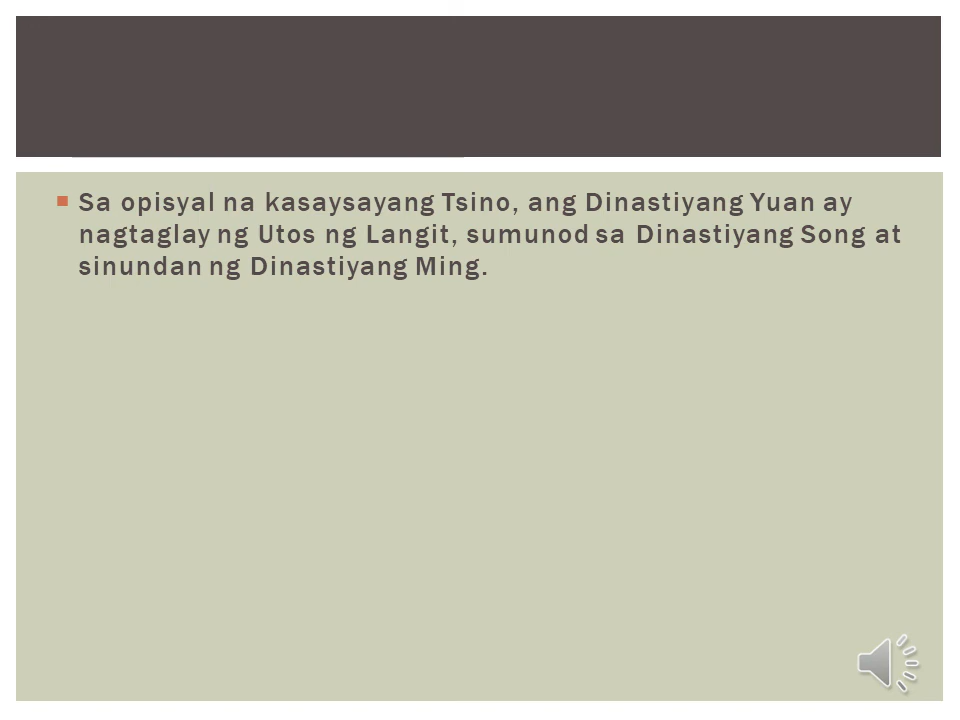 Sa opisyal na kasaysayang Tsino, ang Dinastiyang Yuan ay
nagtaglay ng Utos ng Langit, sumunod sa Dinastiyang Song at
sinundan ng Dinastiyang Ming.